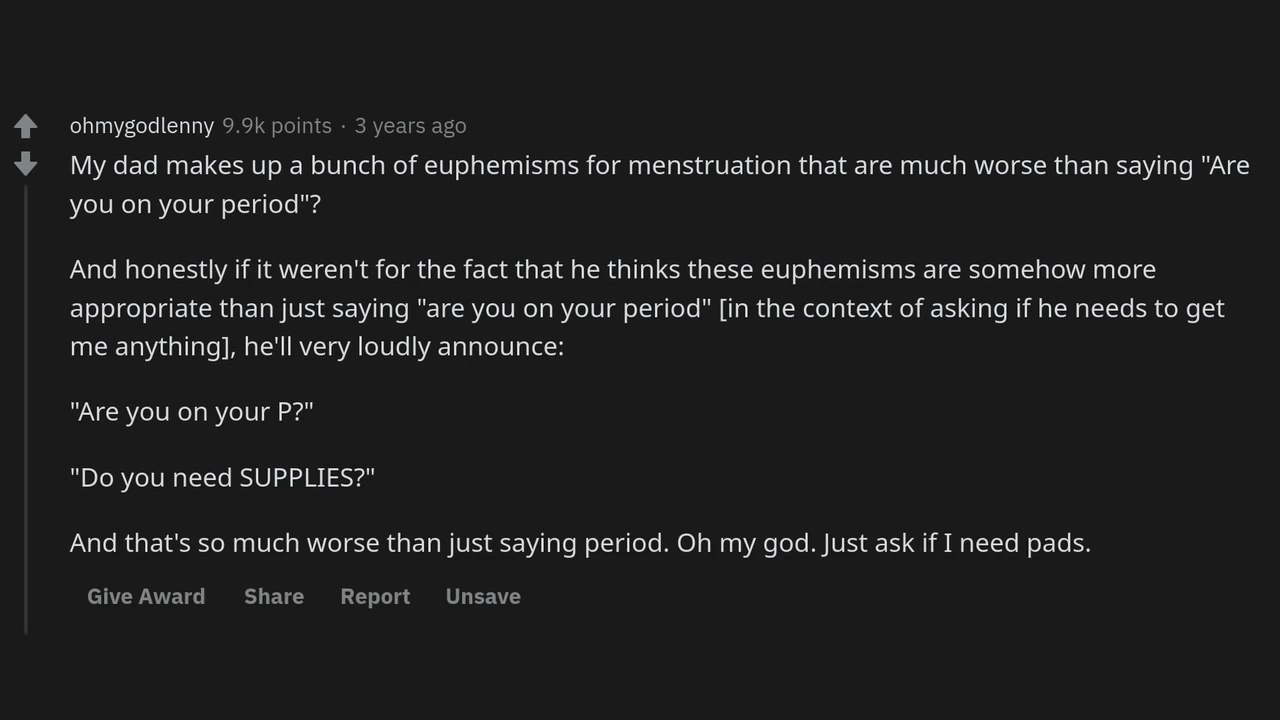 ohmygodlenny 9.9k points · 3 years ago
My dad makes up a bunch of euphemisms for menstruation that are much worse than saying "Are
you on your period"?
And honestly if it weren't for the fact that he thinks these euphemisms are somehow more
appropriate than just saying "are you on your period" [in the context of asking if he needs to get
me anything], he'll very loudly announce:
"Are you on your P?"
"Do you need SUPPLIES?"
And that's so much worse than just saying period. Oh my god. Just ask if I need pads.
Give Award Share Report Unsave